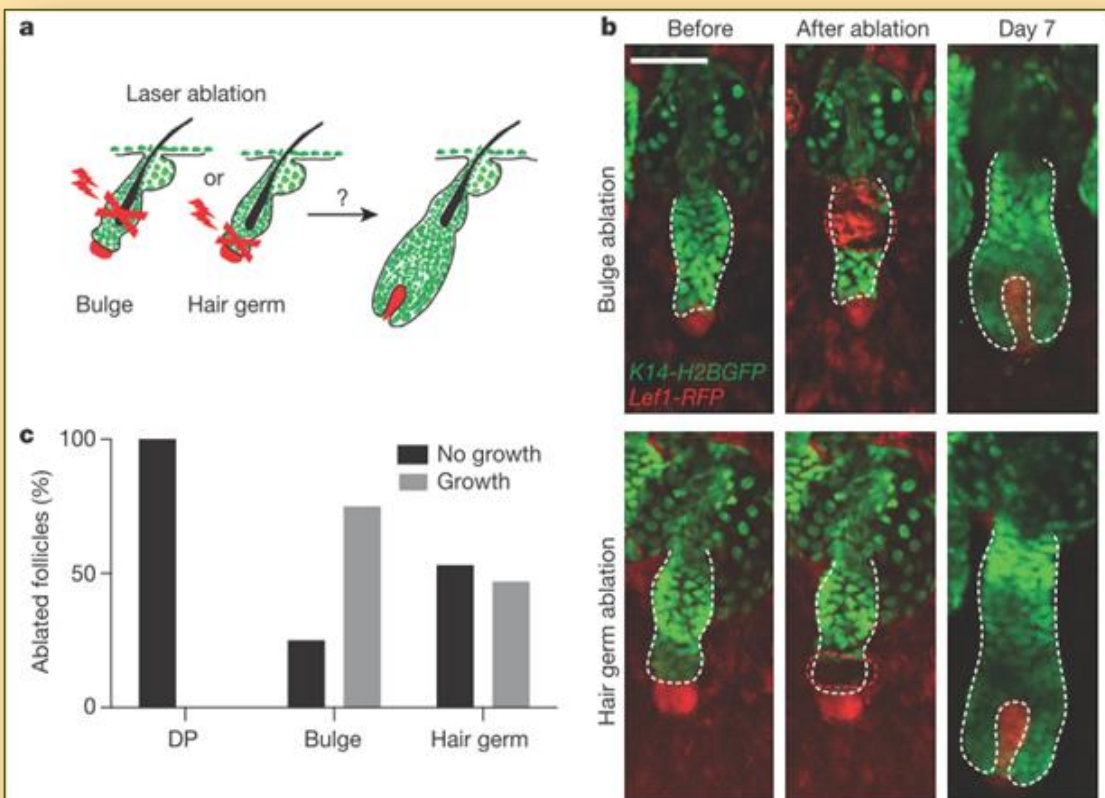 a
Laser ablation
or
?
Bulge
Hair germ
b
Before
After ablation
Day 7
Bulge ablation
K14-H2BGFP
Lef1-RFP
Hair germ ablation
c
100
50
0
Ablated follicles (%)
No growth
Growth
DP
Bulge
Hair germ